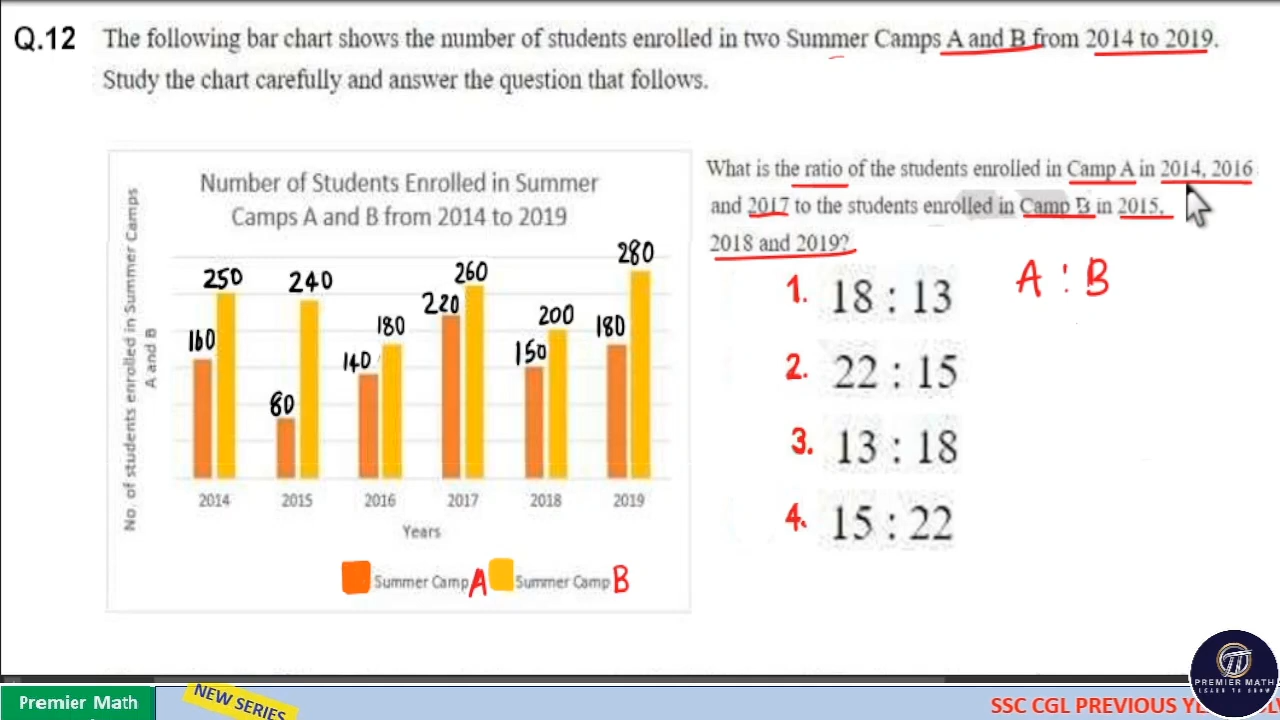 Q.12 The following bar chart shows the number of students enrolled in two Summer Camps A and B from 2014 to 2019.
Study the chart carefully and answer the question that follows.
Number of Students Enrolled in Summer
Camps A and B from 2014 to 2019
No. of students enrolled in Summer Camps
A and B
160 250
80 240
140 180
220 260
150 200
180 280
2014 2015 2016 2017 2018 2019
Years
Summer Camp A Summer Camp B
What is the ratio of the students enrolled in Camp A in 2014, 2016
and 2017 to the students enrolled in Camp B in 2015,
2018 and 2019?
A : B
1. 18 : 13
2. 22 : 15
3. 13 : 18
4. 15 : 22
PREMIER MATH
LEARN TO GROW
Premier Math
NEW SERIES
SSC CGL PREVIOUS